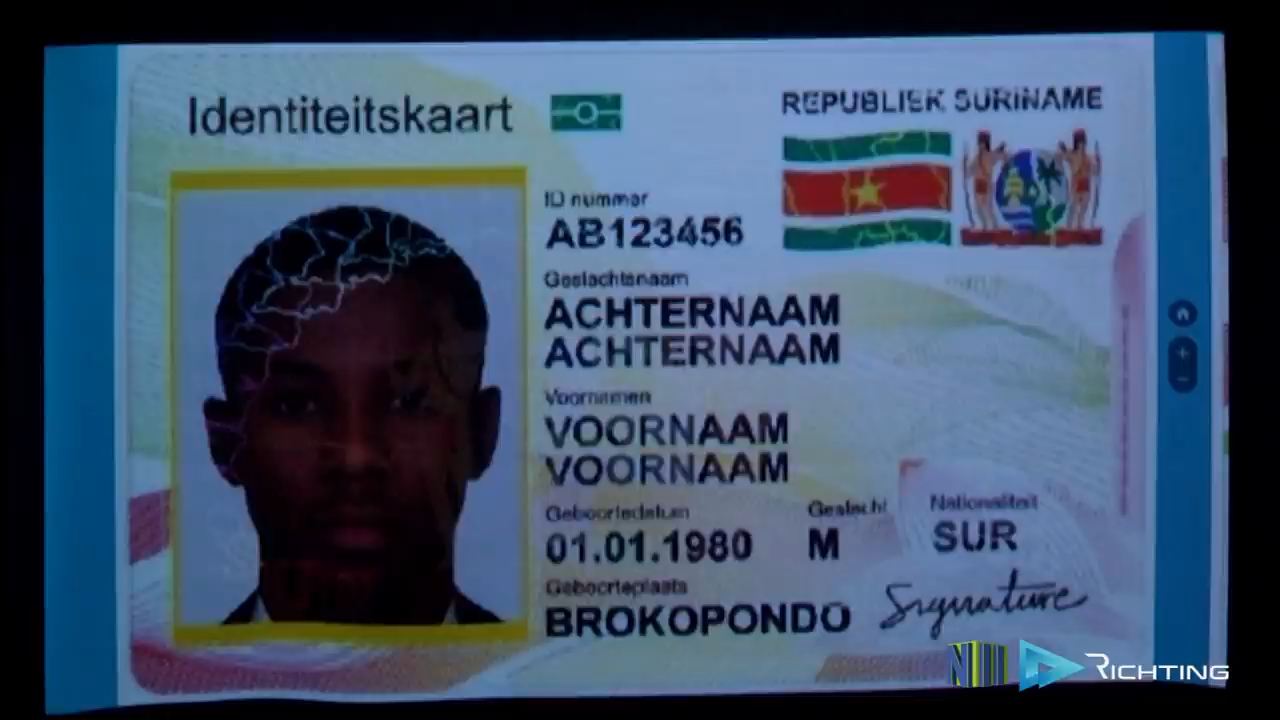 Identiteitskaart
REPUBLIEK SURINAME
ID nummer
AB123456
Geslachtsnaam
ACHTERNAAM
ACHTERNAAM
Voornamen
VOORNAAM
VOORNAAM
Geboortedatum
01.01.1980
Geslacht
M
Nationaliteit
SUR
Geboorteplaats
BROKOPONDO
Signature
RICHTING